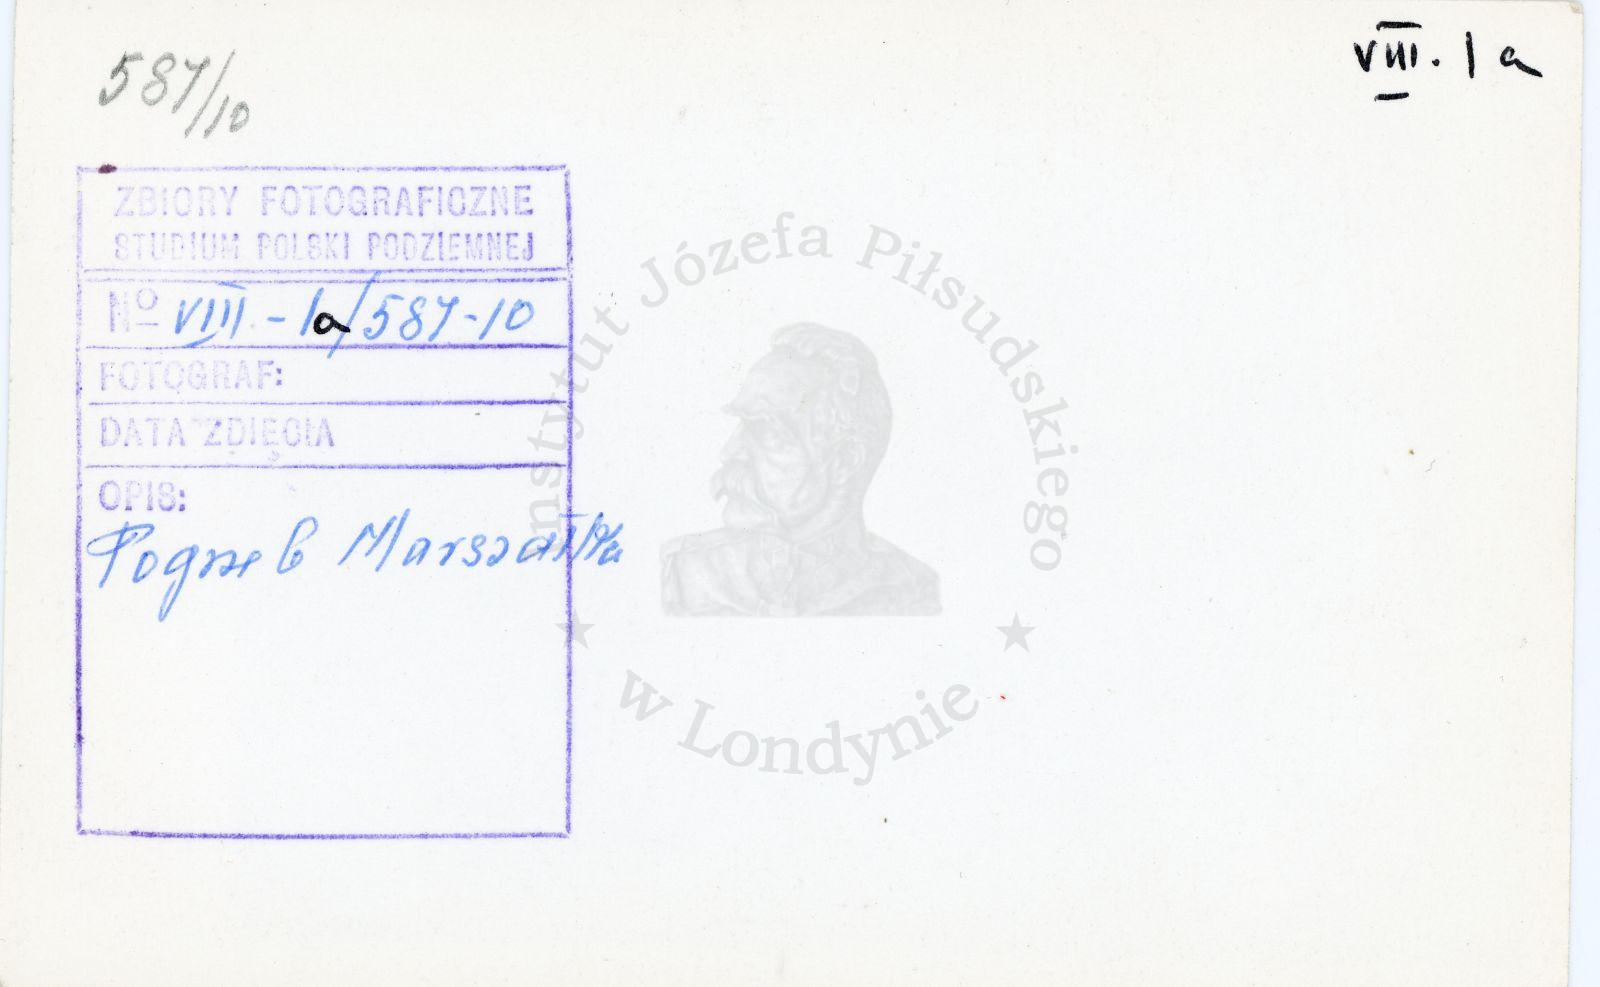 587/10
VIII. 1a
ZBIORY FOTOGRAFICZNE
STUDIUM POLSKI PODZIEMNEJ
Nº VIII - 1a/587-10
FOTOGRAF:
DATA ZDIĘCIA
OPIS:
Pogrzeb Marszałka
Instytut Józefa Piłsudskiego
w Londynie